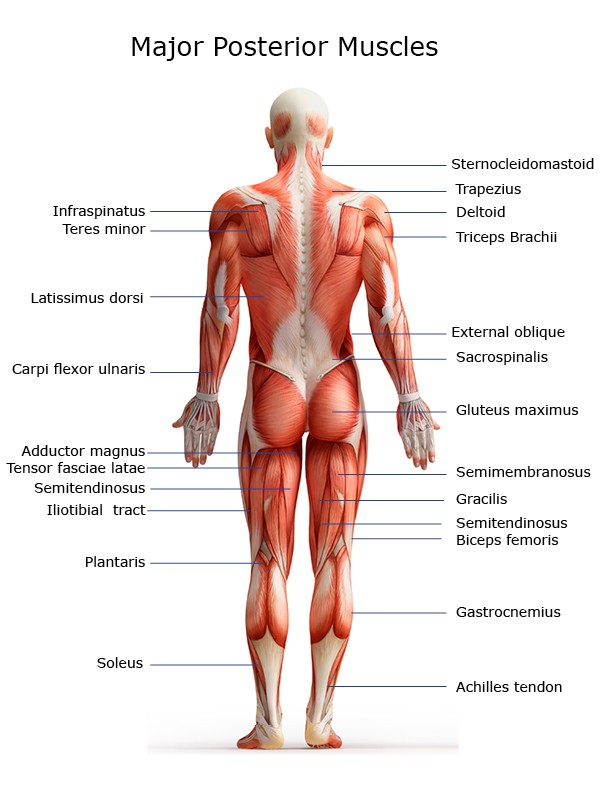 Major Posterior Muscles
Sternocleidomastoid
Trapezius
Infraspinatus
Deltoid
Teres minor
Triceps Brachii
Latissimus dorsi
External oblique
Sacrospinalis
Carpi flexor ulnaris
Gluteus maximus
Adductor magnus
Tensor fasciae latae
Semimembranosus
Semitendinosus
Gracilis
Iliotibial tract
Semitendinosus
Biceps femoris
Plantaris
Gastrocnemius
Soleus
Achilles tendon